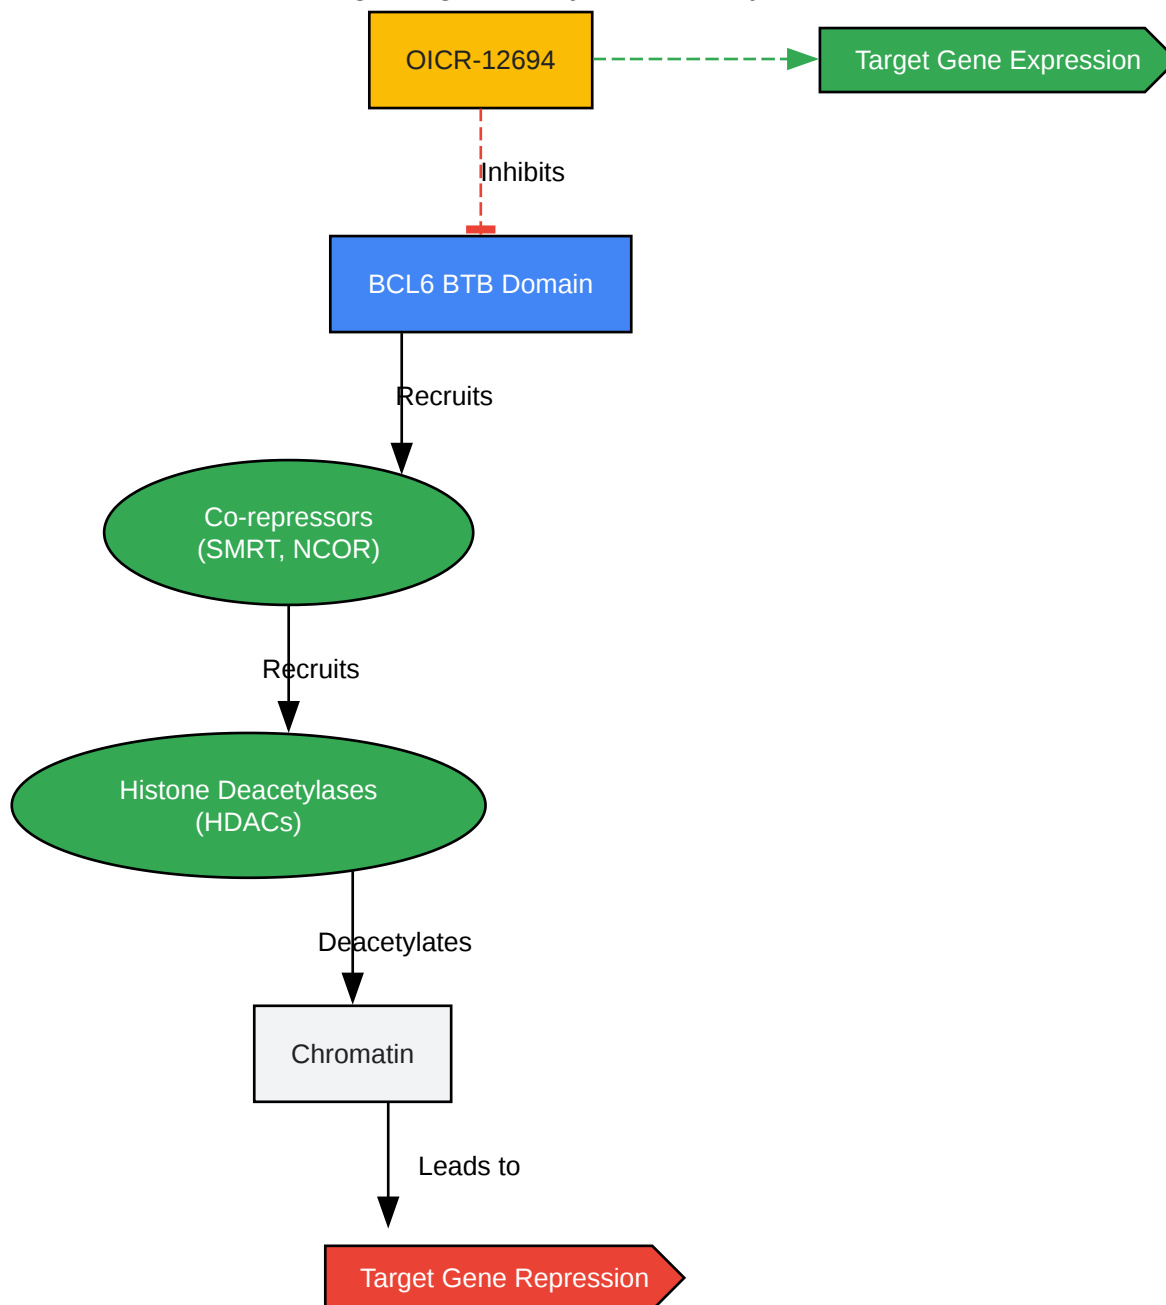 OICR-12694
Target Gene Expression
Inhibits
BCL6 BTB Domain
Recruits
Co-repressors
(SMRT, NCOR)
Recruits
Histone Deacetylases
(HDACs)
Deacetylates
Chromatin
Leads to
Target Gene Repression